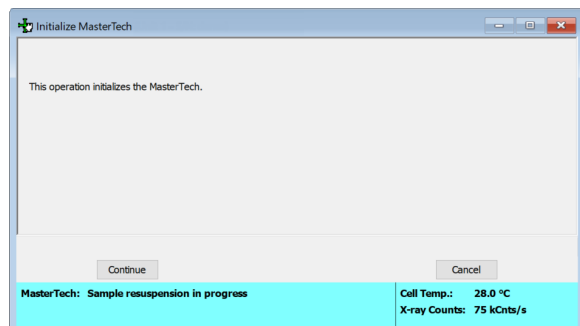 Initialize MasterTech
This operation initializes the MasterTech.
Continue
Cancel
MasterTech: Sample resuspension in progress
Cell Temp.: 28.0 °C
X-ray Counts: 75 kCnts/s